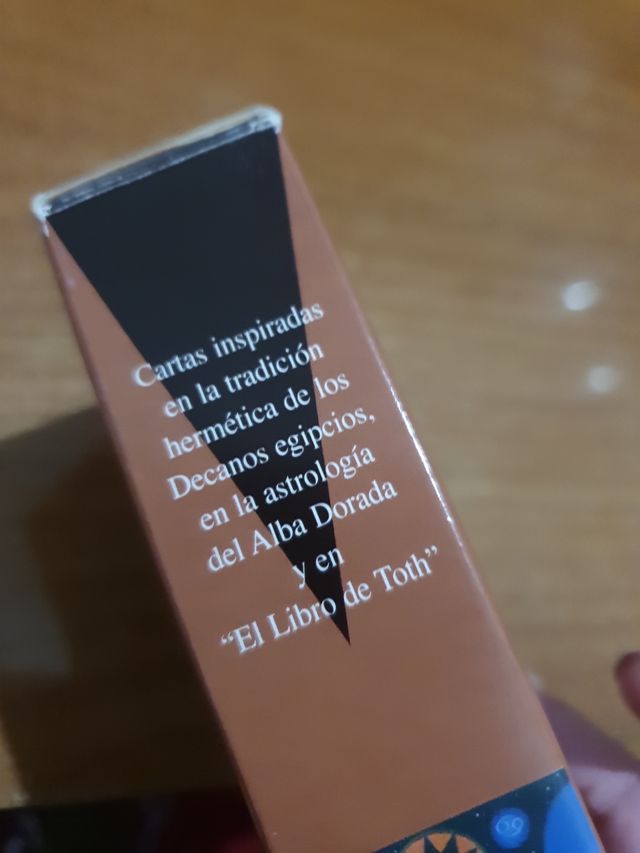 Cartas inspiradas
en la tradición
hermética de los
Decanos egipcios,
en la astrología
del Alba Dorada
y en
“El Libro de Toth”